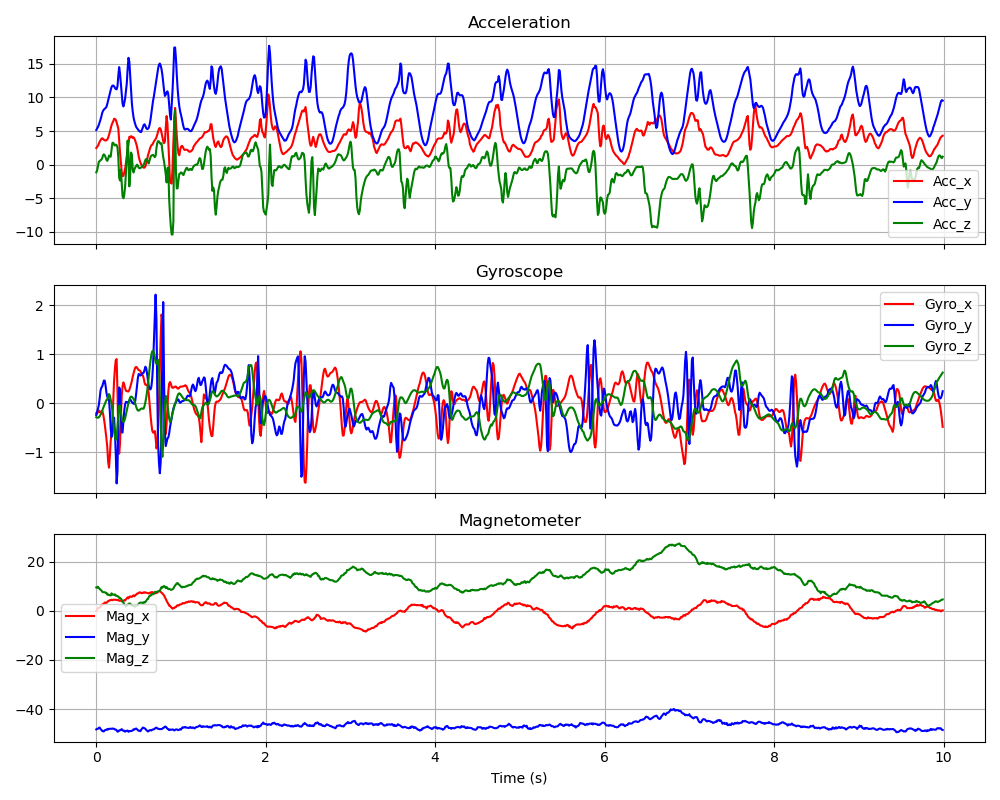 Acceleration
15
10
5
0
−5
−10
Acc_x
Acc_y
Acc_z
Gyroscope
2
1
0
−1
Gyro_x
Gyro_y
Gyro_z
Magnetometer
20
0
−20
−40
Mag_x
Mag_y
Mag_z
0 2 4 6 8 10
Time (s)